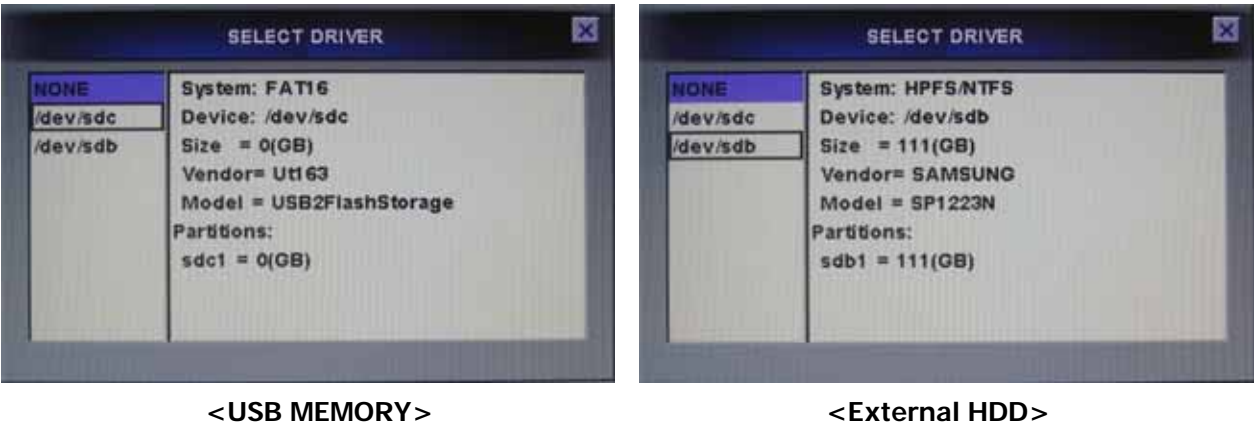 SELECT DRIVER
NONE
/dev/sdc
/dev/sdb
System: FAT16
Device: /dev/sdc
Size = 0(GB)
Vendor= Ut163
Model = USB2FlashStorage
Partitions:
sdc1 = 0(GB)
<USB MEMORY>
SELECT DRIVER
NONE
/dev/sdc
/dev/sdb
System: HPFS/NTFS
Device: /dev/sdb
Size = 111(GB)
Vendor= SAMSUNG
Model = SP1223N
Partitions:
sdb1 = 111(GB)
<External HDD>